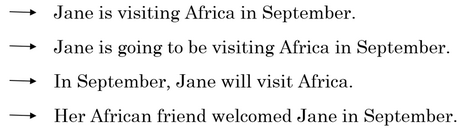 → Jane is visiting Africa in September.
→ Jane is going to be visiting Africa in September.
→ In September, Jane will visit Africa.
→ Her African friend welcomed Jane in September.